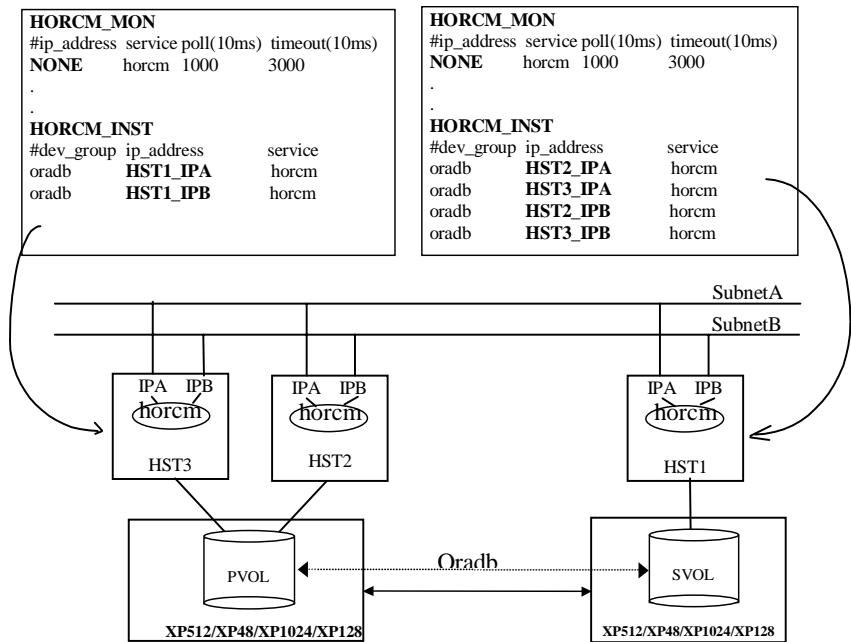 HORCM_MON
#ip_address service poll(10ms) timeout(10ms)
NONE horcm 1000 3000
.
.
HORCM_INST
#dev_group ip_address service
oradb HST1_IPA horcm
oradb HST1_IPB horcm
HORCM_MON
#ip_address service poll(10ms) timeout(10ms)
NONE horcm 1000 3000
.
.
HORCM_INST
#dev_group ip_address service
oradb HST2_IPA horcm
oradb HST3_IPA horcm
oradb HST2_IPB horcm
oradb HST3_IPB horcm
SubnetA
SubnetB
IPA IPB
horcm
HST3
IPA IPB
horcm
HST2
IPA IPB
horcm
HST1
PVOL
Oradb
SVOL
XP512/XP48/XP1024/XP128
XP512/XP48/XP1024/XP128